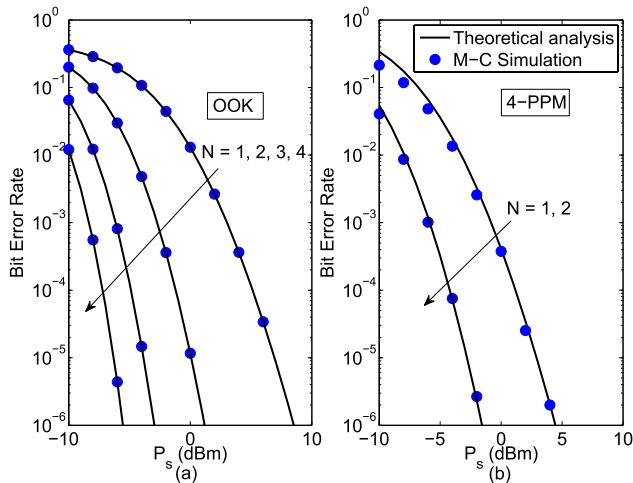 10^0
10^-1
10^-2
10^-3
10^-4
10^-5
10^-6
Bit Error Rate
OOK
N = 1, 2, 3, 4
-10
0
10
P_s (dBm)
(a)
10^0
10^-1
10^-2
10^-3
10^-4
10^-5
10^-6
Bit Error Rate
Theoretical analysis
M-C Simulation
4-PPM
N = 1, 2
-10
-5
0
5
10
P_s (dBm)
(b)